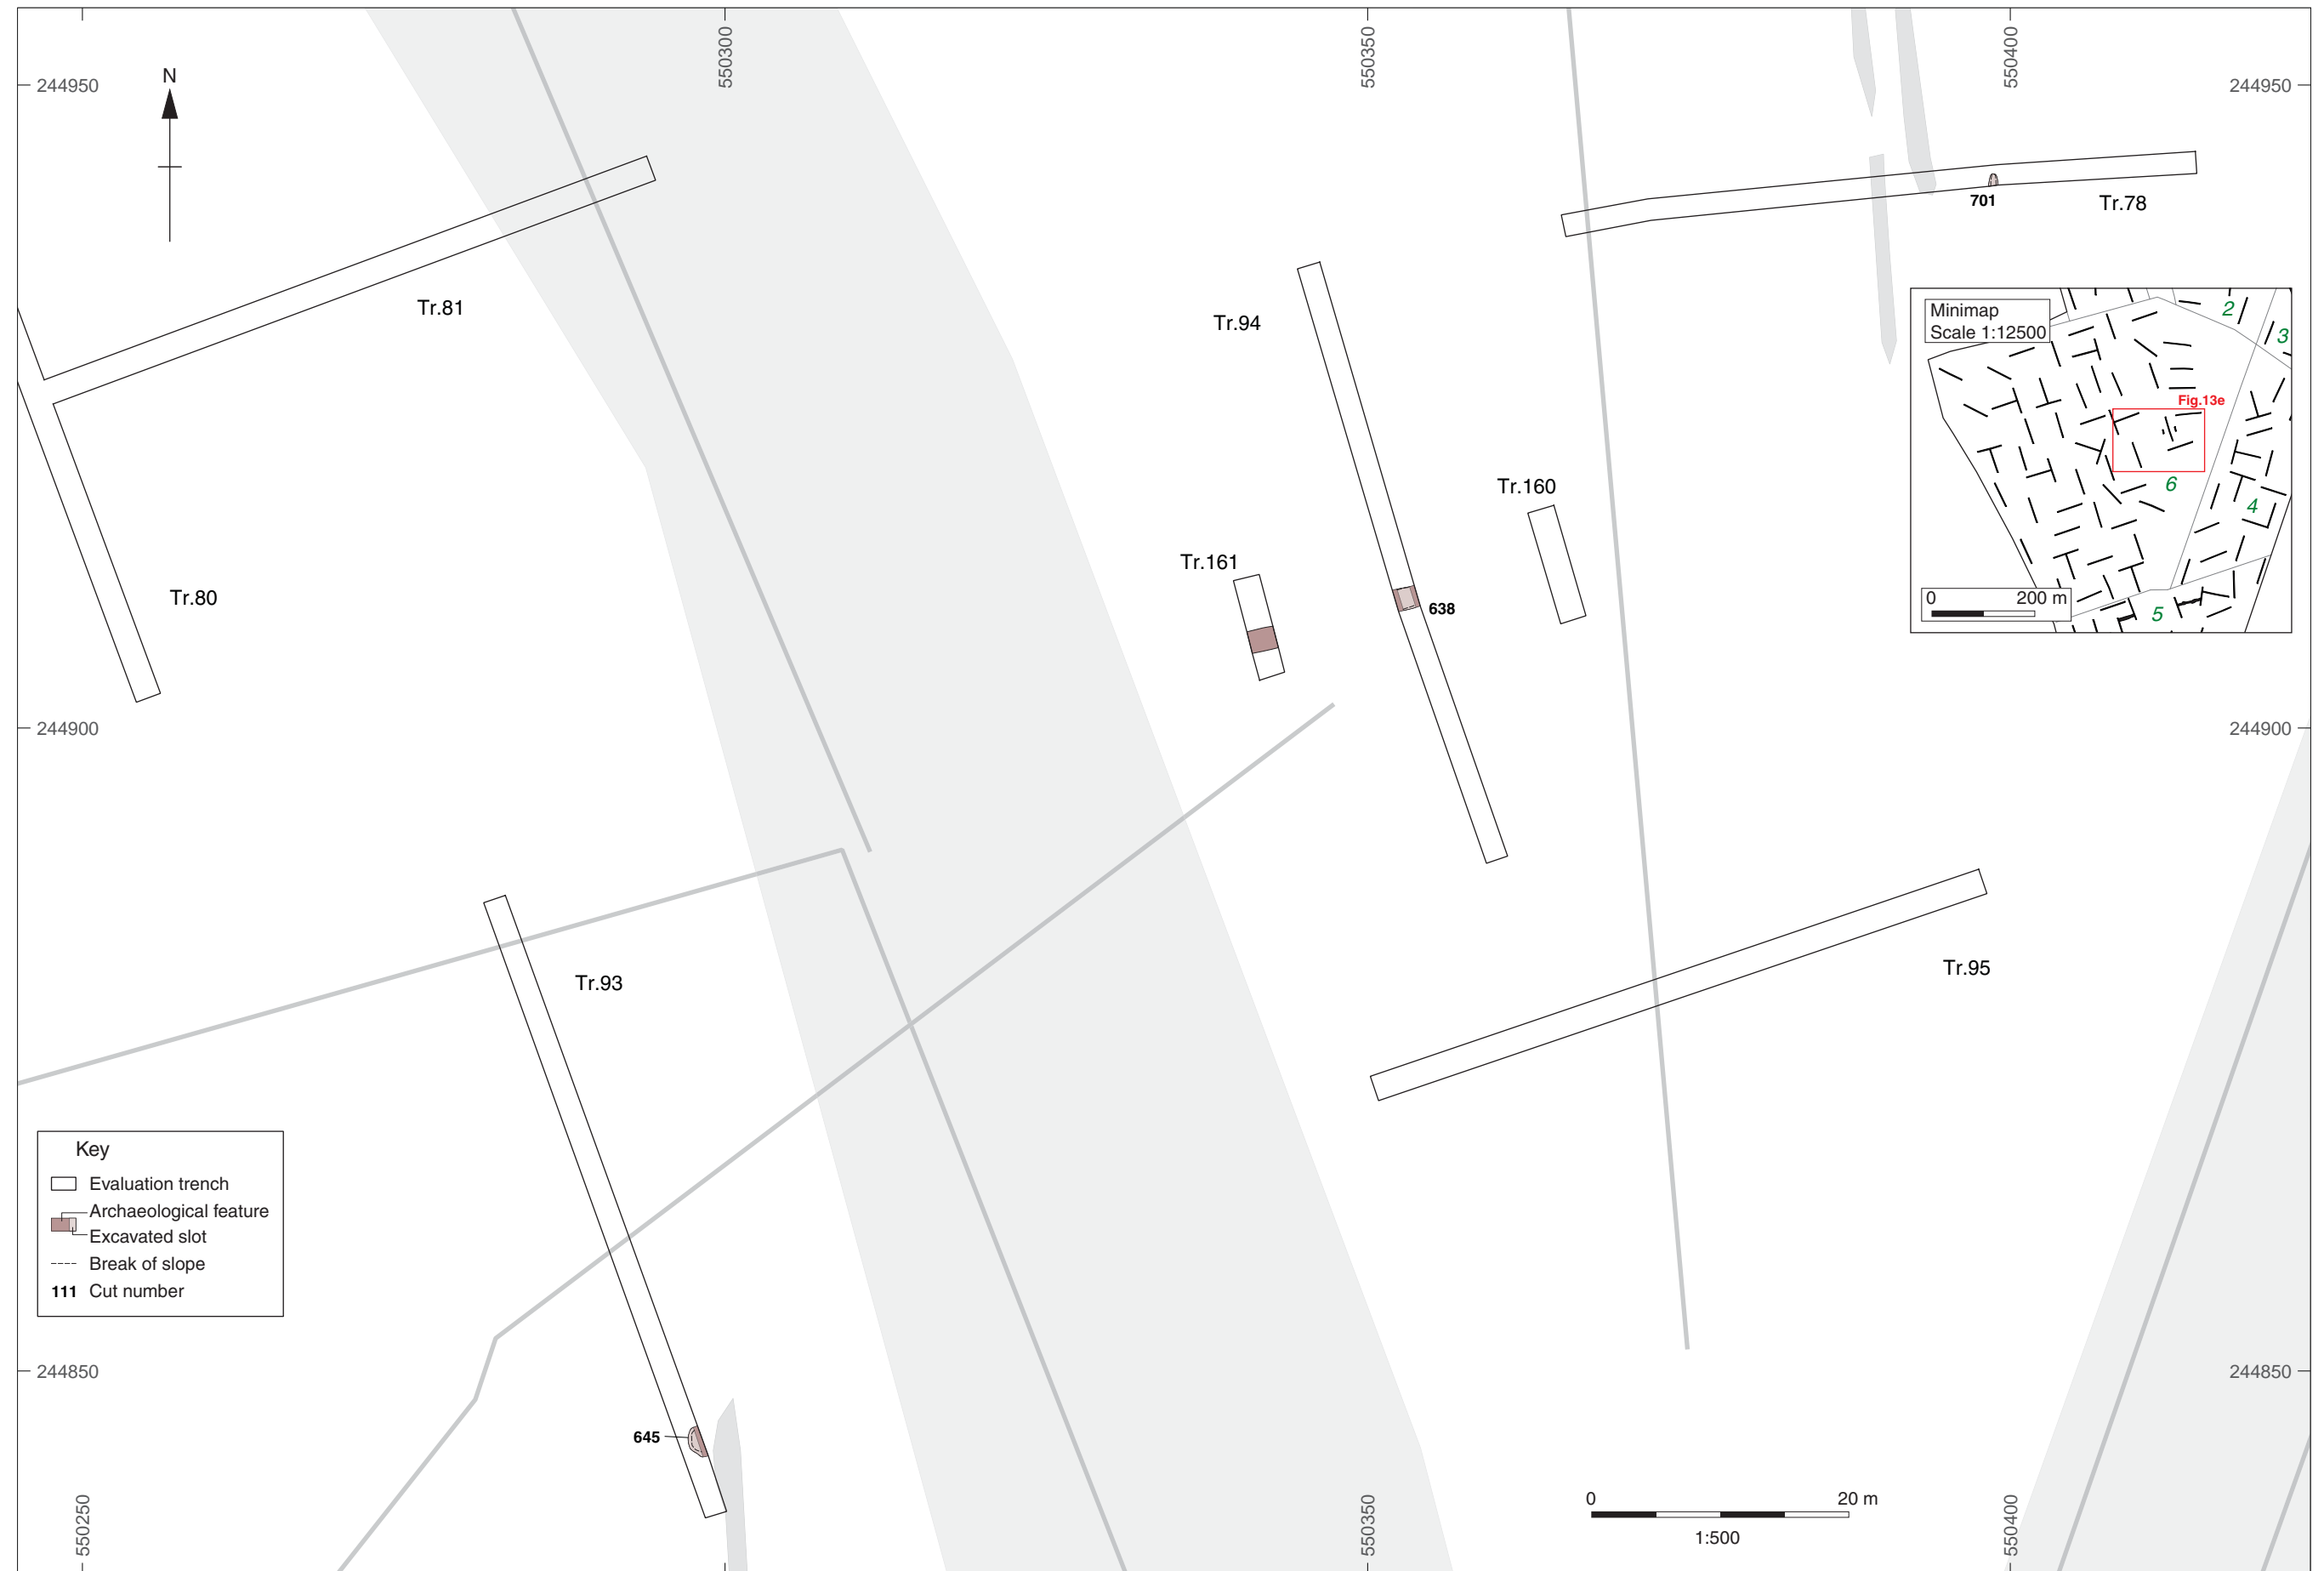 550300
550350
550400
244950
244950
N
701
Tr.78
Tr.81
Tr.94
Minimap
Scale 1:12500
2
3
Fig.13e
6
4
0 200 m
5
Tr.160
Tr.161
638
Tr.80
244900
244900
Tr.95
Tr.93
Key
Evaluation trench
Archaeological feature
Excavated slot
Break of slope
111 Cut number
244850
244850
645
0 20 m
1:500
550250
550350
550400